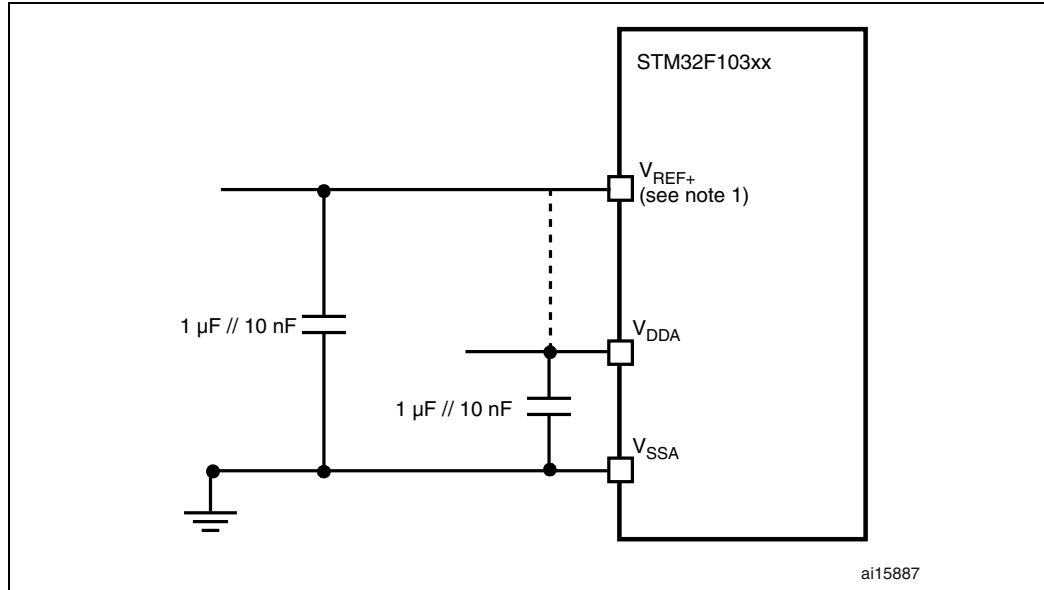 STM32F103xx
VREF+
(see note 1)
1 µF // 10 nF
VDDA
1 µF // 10 nF
VSSA
ai15887